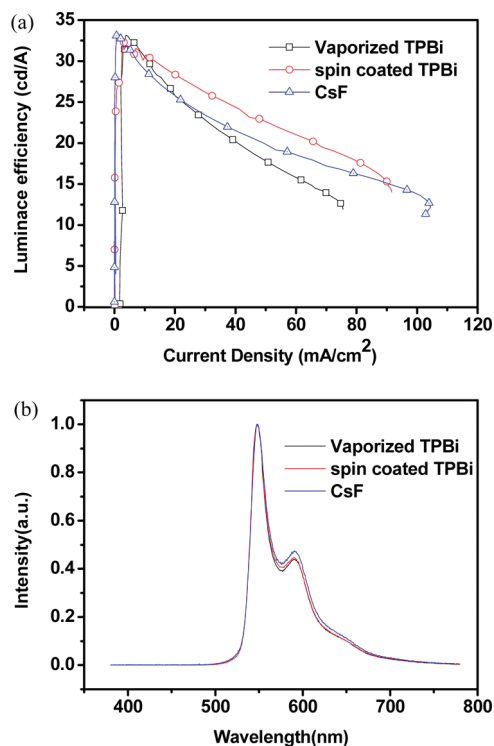 (a)
35
30
25
20
15
10
5
0
Luminace efficiency (cd/A)
Vaporized TPBi
spin coated TPBi
CsF
0 20 40 60 80 100 120
Current Density (mA/cm²)
(b)
1.0
0.8
0.6
0.4
0.2
0.0
Intensity(a.u.)
Vaporized TPBi
spin coated TPBi
CsF
400 500 600 700 800
Wavelength(nm)